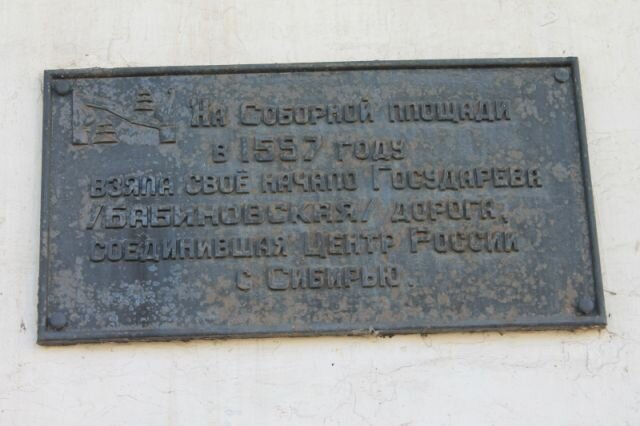 На Соборной площади
в 1597 году
взяла своё начало Государева
/Бабиновская/ дорога,
соединившая Центр России
с Сибирью.